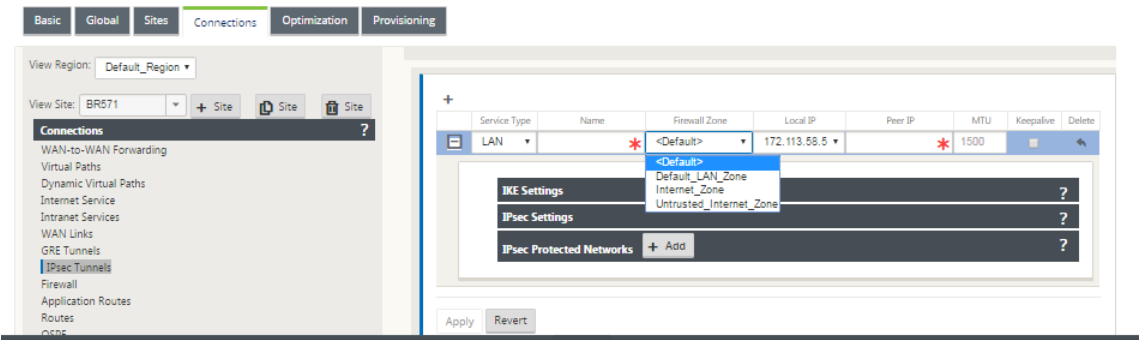 Basic Global Sites Connections Optimization Provisioning
View Region: Default_Region
View Site: BR571 + Site Site Site
Connections ?
WAN-to-WAN Forwarding
Virtual Paths
Dynamic Virtual Paths
Internet Service
Intranet Services
WAN Links
GRE Tunnels
IPsec Tunnels
Firewall
Application Routes
Routes
OSPF
+
Service Type Name Firewall Zone Local IP Peer IP MTU Keepalive Delete
LAN * <Default> 172.113.58.5 * 1500
<Default>
Default_LAN_Zone
Internet_Zone
Untrusted_Internet_Zone
IKE Settings ?
IPsec Settings ?
IPsec Protected Networks + Add ?
Apply Revert